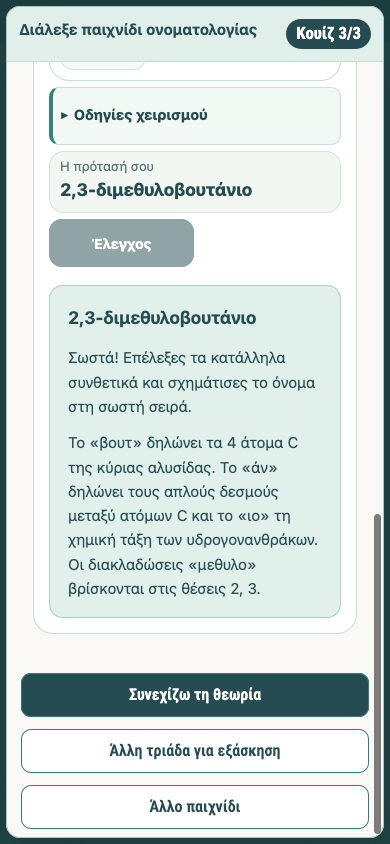 Διάλεξε παιχνίδι ονοματολογίας
Κουίζ 3/3
▸ Οδηγίες χειρισμού
Η πρότασή σου
2,3-διμεθυλοβουτάνιο
Έλεγχος
2,3-διμεθυλοβουτάνιο
Σωστά! Επέλεξες τα κατάλληλα
συνθετικά και σχημάτισες το όνομα
στη σωστή σειρά.
Το «βουτ» δηλώνει τα 4 άτομα C
της κύριας αλυσίδας. Το «άν»
δηλώνει τους απλούς δεσμούς
μεταξύ ατόμων C και το «ιο» τη
χημική τάξη των υδρογονανθράκων.
Οι διακλαδώσεις «μεθυλο»
βρίσκονται στις θέσεις 2, 3.
Συνεχίζω τη θεωρία
Άλλη τριάδα για εξάσκηση
Άλλο παιχνίδι